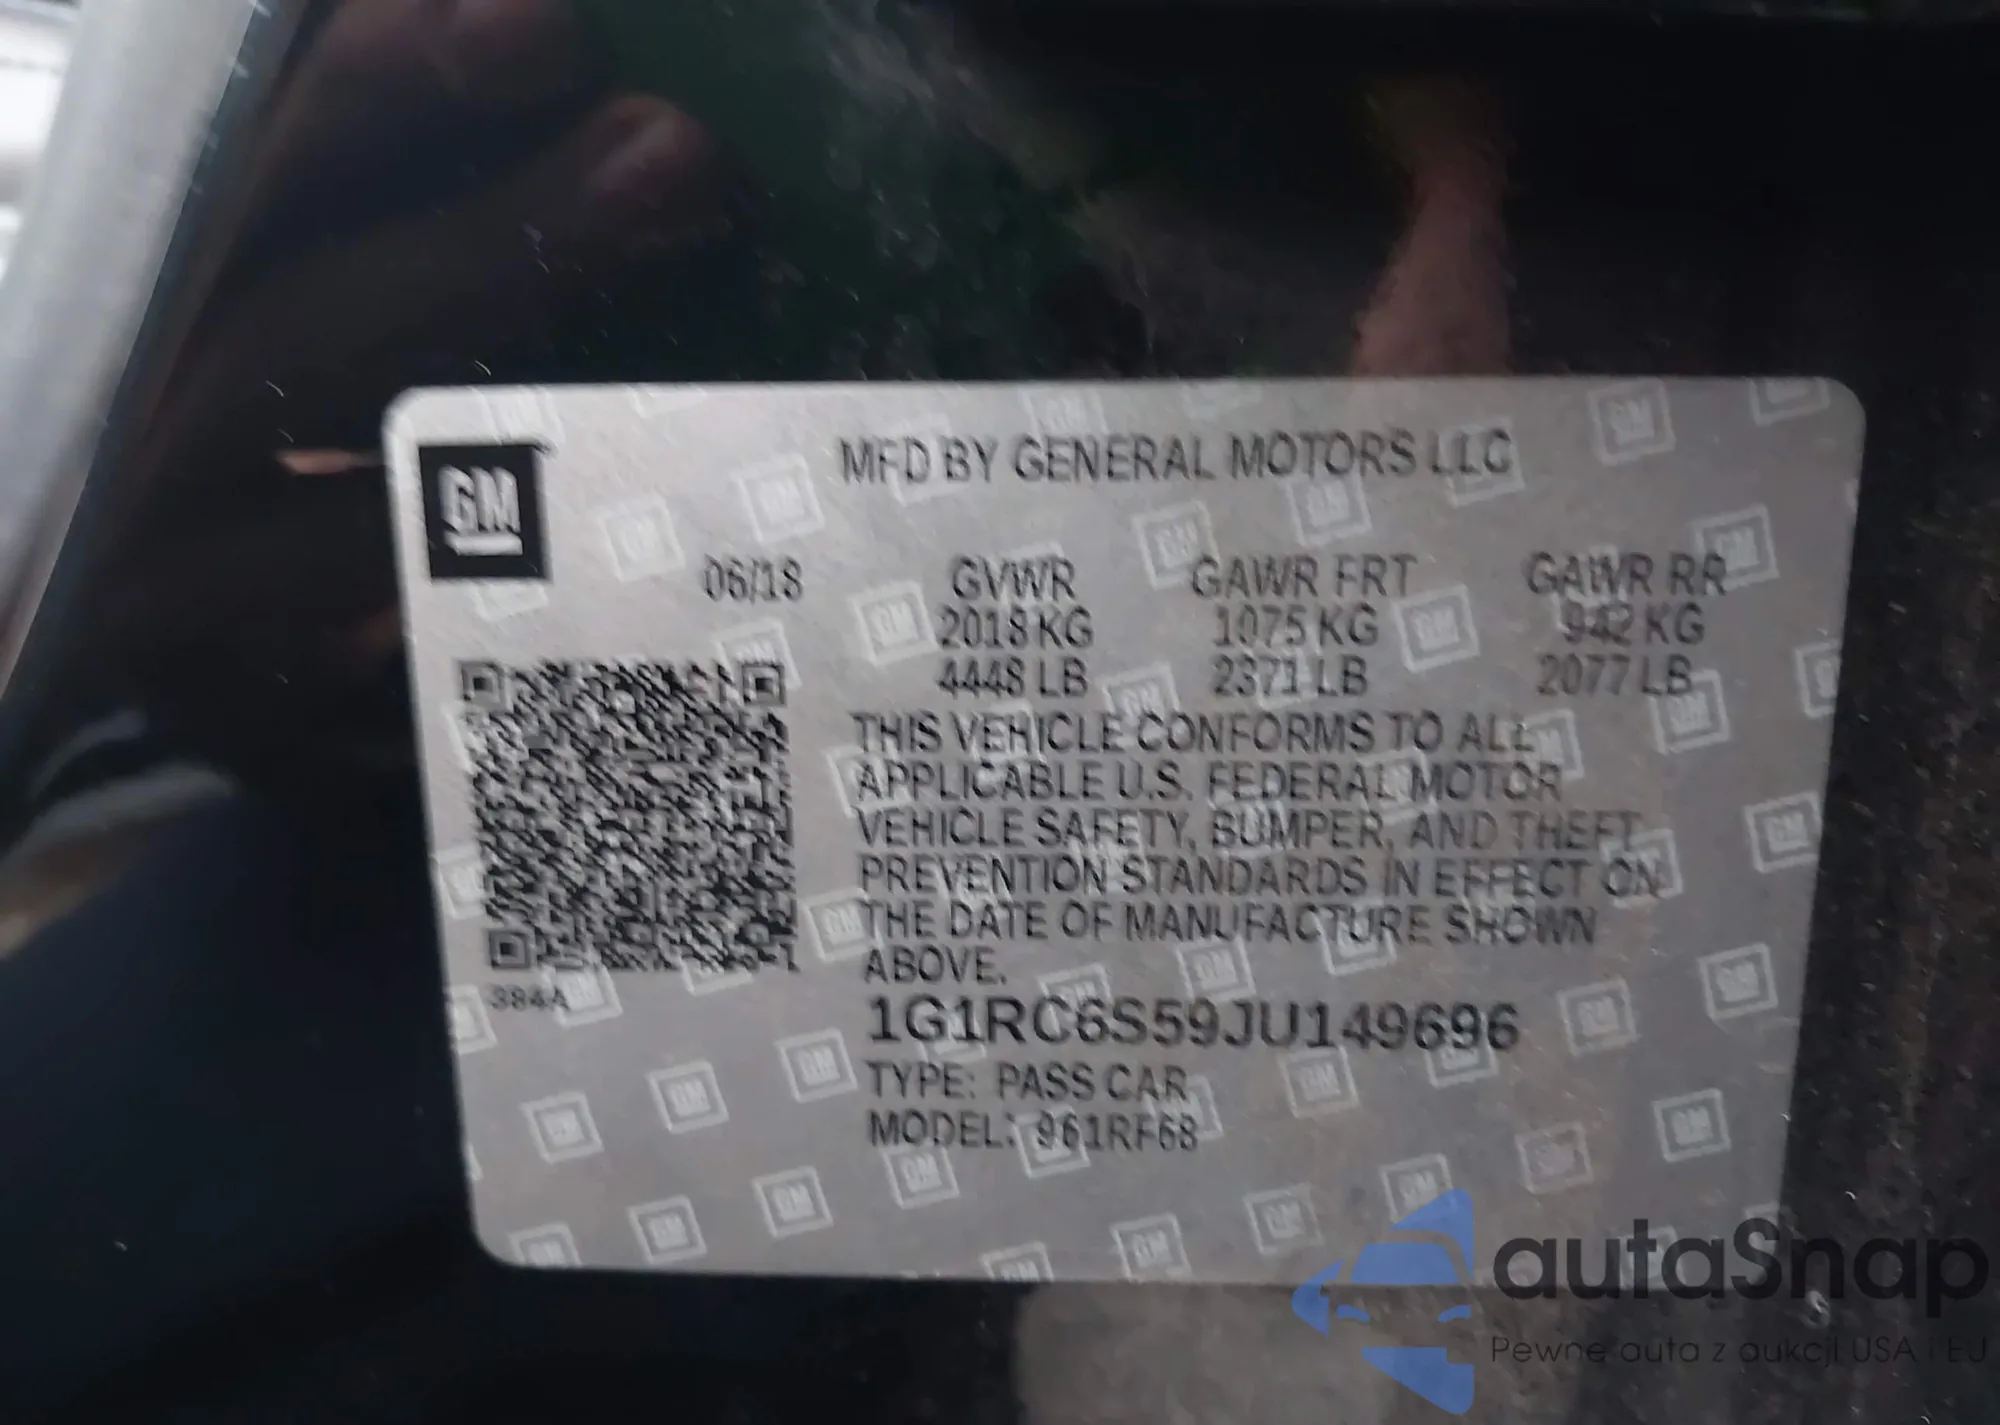 GM
MFD BY GENERAL MOTORS LLC
06/18 GVWR GAWR FRT GAWR RR
2018 KG 1075 KG 942 KG
4448 LB 2371 LB 2077 LB
THIS VEHICLE CONFORMS TO ALL
APPLICABLE U.S. FEDERAL MOTOR
VEHICLE SAFETY, BUMPER, AND THEFT
PREVENTION STANDARDS IN EFFECT ON
THE DATE OF MANUFACTURE SHOWN
ABOVE.
384A
1G1RC6S59JU149696
TYPE: PASS CAR
MODEL: 961RF68
autaSnap
Pewne auta z aukcji USA i EU